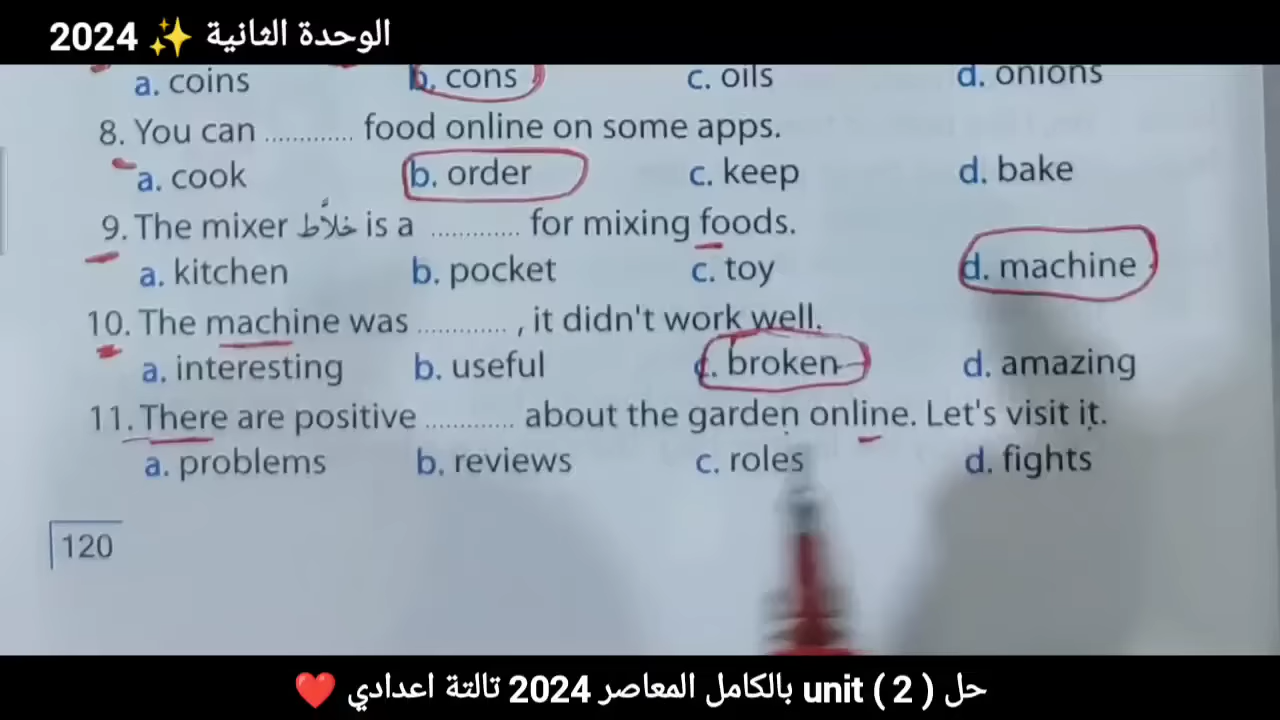 الوحدة الثانية ✨ 2024
a. coins b. cons c. oils d. onions
8. You can ............. food online on some apps.
a. cook b. order c. keep d. bake
9. The mixer خلاًط is a ............. for mixing foods.
a. kitchen b. pocket c. toy d. machine
10. The machine was ............. , it didn't work well.
a. interesting b. useful c. broken d. amazing
11. There are positive ............. about the garden online. Let's visit it.
a. problems b. reviews c. roles d. fights
120
حل unit ( 2 ) بالكامل المعاصر 2024 تالتة اعدادي ❤️